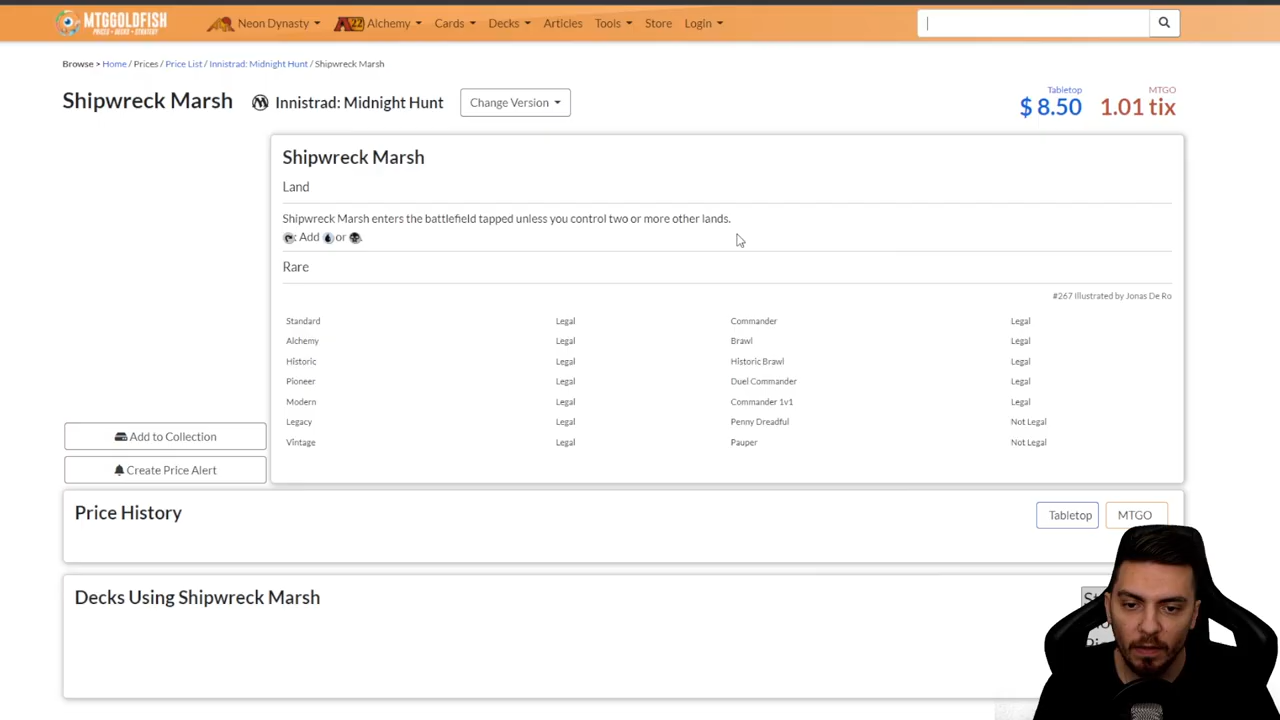 MTGGOLDFISH
PRICES • DECKS • STRATEGY
Neon Dynasty
22 Alchemy
Cards
Decks
Articles
Tools
Store
Login
Browse > Home / Prices / Price List / Innistrad: Midnight Hunt / Shipwreck Marsh
Shipwreck Marsh
Innistrad: Midnight Hunt
Change Version
Tabletop
$ 8.50
MTGO
1.01 tix
Shipwreck Marsh
Land
Shipwreck Marsh enters the battlefield tapped unless you control two or more other lands.
: Add or .
Rare
#267 Illustrated by Jonas De Ro
Standard Legal Commander Legal
Alchemy Legal Brawl Legal
Historic Legal Historic Brawl Legal
Pioneer Legal Duel Commander Legal
Modern Legal Commander 1v1 Legal
Legacy Legal Penny Dreadful Not Legal
Vintage Legal Pauper Not Legal
Add to Collection
Create Price Alert
Price History
Tabletop
MTGO
Decks Using Shipwreck Marsh